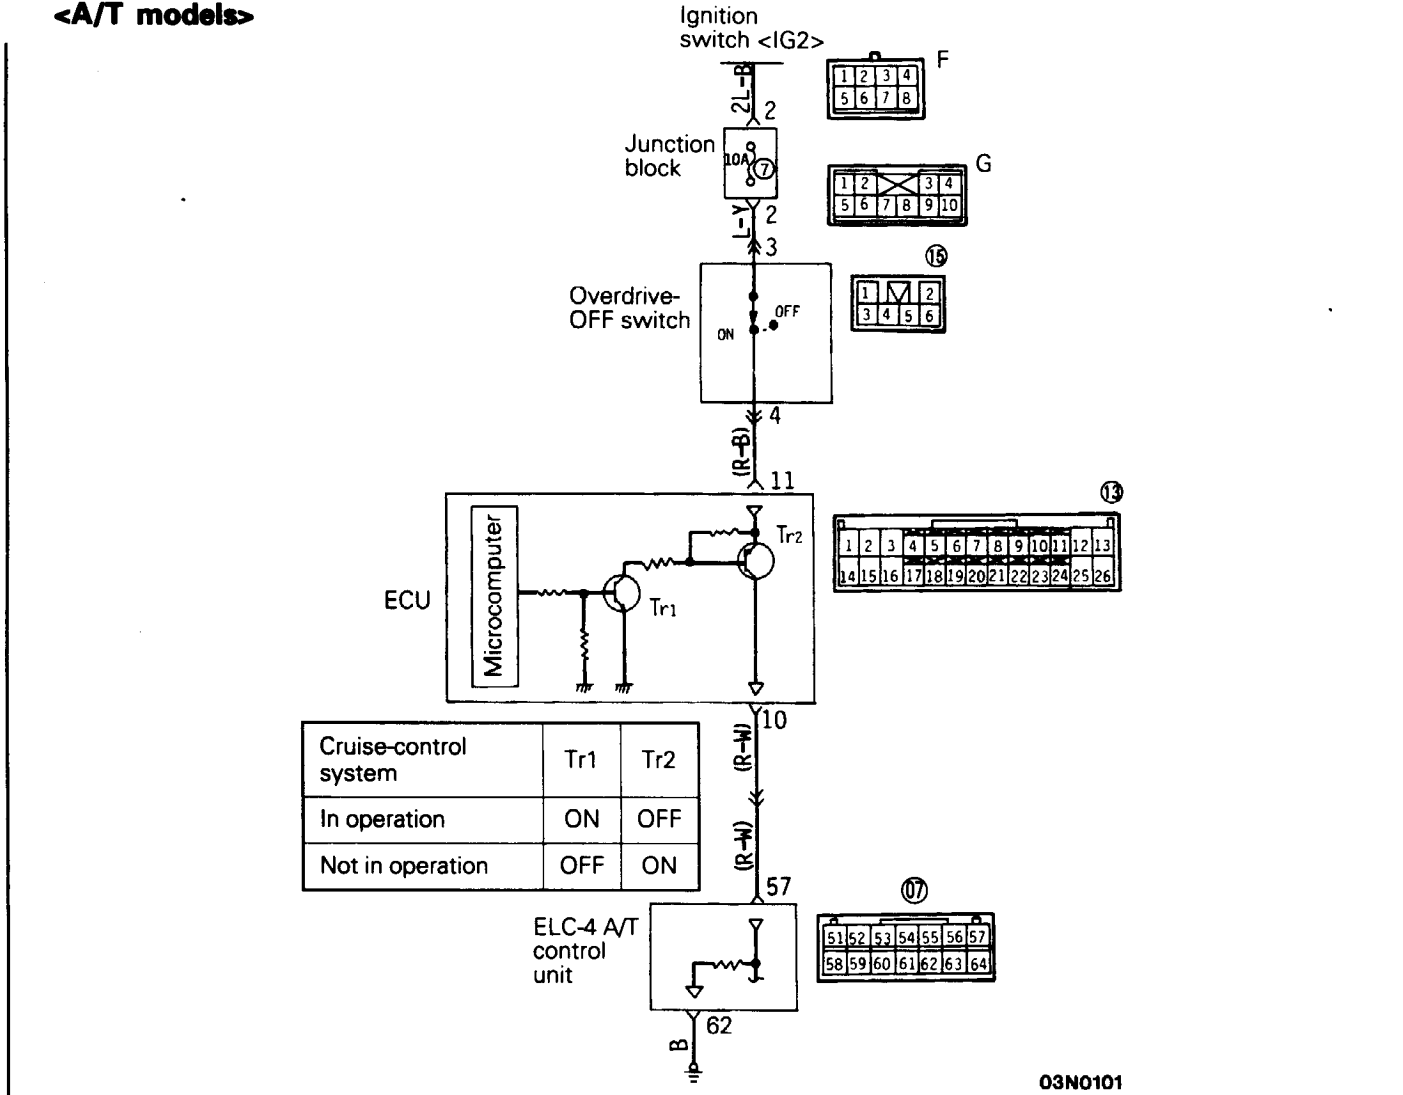 <A/T models>
Ignition
switch <IG2>
2L-B
2
F
1 2 3 4
5 6 7 8
Junction
block
10A
7
G
1 2 3 4
5 6 7 8 9 10
L-Y
2
3
15
1 2
3 4 5 6
Overdrive-
OFF switch
ON
OFF
4
(R-B)
11
13
1 2 3 4 5 6 7 8 9 10 11 12 13
14 15 16 17 18 19 20 21 22 23 24 25 26
ECU
Microcomputer
Tr1
Tr2
10
(R-W)
Cruise-control
system
Tr1
Tr2
In operation
ON
OFF
Not in operation
OFF
ON
(R-W)
57
07
51 52 53 54 55 56 57
58 59 60 61 62 63 64
ELC-4 A/T
control
unit
62
B
03N0101